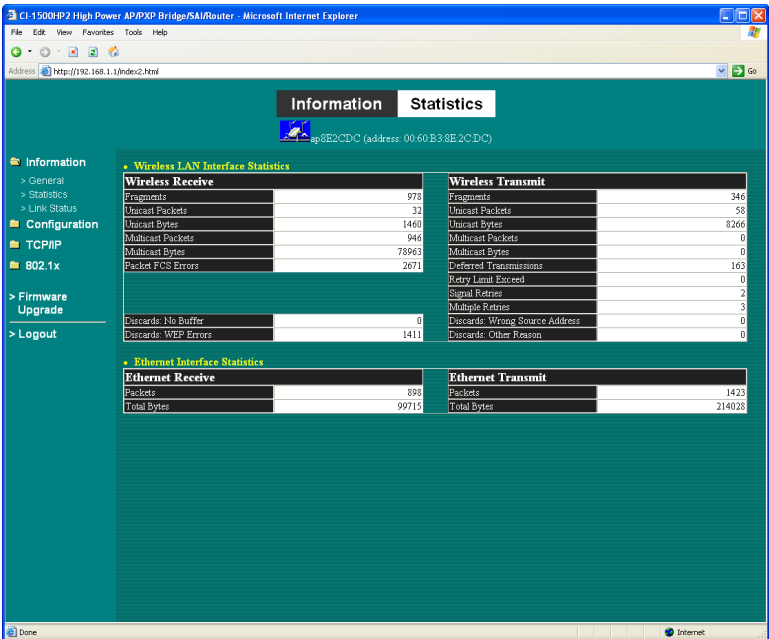 CI-1500HP2 High Power AP/PXP Bridge/SAI/Router - Microsoft Internet Explorer
File Edit View Favorites Tools Help
Address http://192.168.1.1/index2.html Go
Information Statistics
ap8E2CDC (address: 00:60:B3:8E:2C:DC)
Information
> General
> Statistics
> Link Status
Configuration
TCP/IP
802.1x
> Firmware
Upgrade
> Logout
• Wireless LAN Interface Statistics
Wireless Receive Wireless Transmit
Fragments 978 Fragments 346
Unicast Packets 32 Unicast Packets 58
Unicast Bytes 1460 Unicast Bytes 8266
Multicast Packets 946 Multicast Packets 0
Multicast Bytes 78963 Multicast Bytes 0
Packet FCS Errors 2671 Deferred Transmissions 163
Retry Limit Exceed 0
Signal Retries 2
Multiple Retries 3
Discards: No Buffer 0 Discards: Wrong Source Address 0
Discards: WEP Errors 1411 Discards: Other Reason 0
• Ethernet Interface Statistics
Ethernet Receive Ethernet Transmit
Packets 898 Packets 1423
Total Bytes 99715 Total Bytes 214028
Done Internet